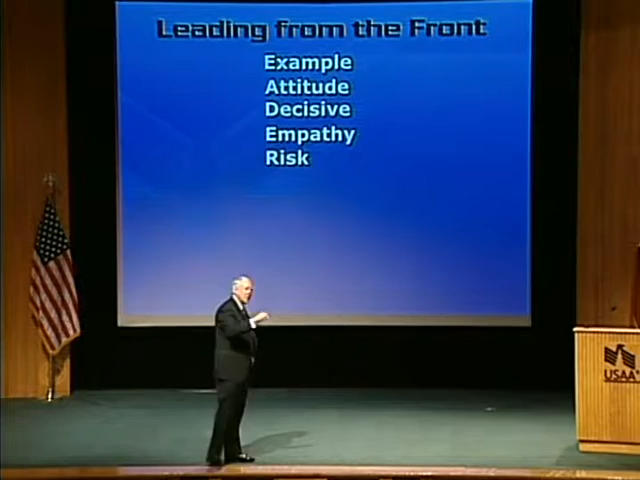 Leading from the Front
Example
Attitude
Decisive
Empathy
Risk
USAA